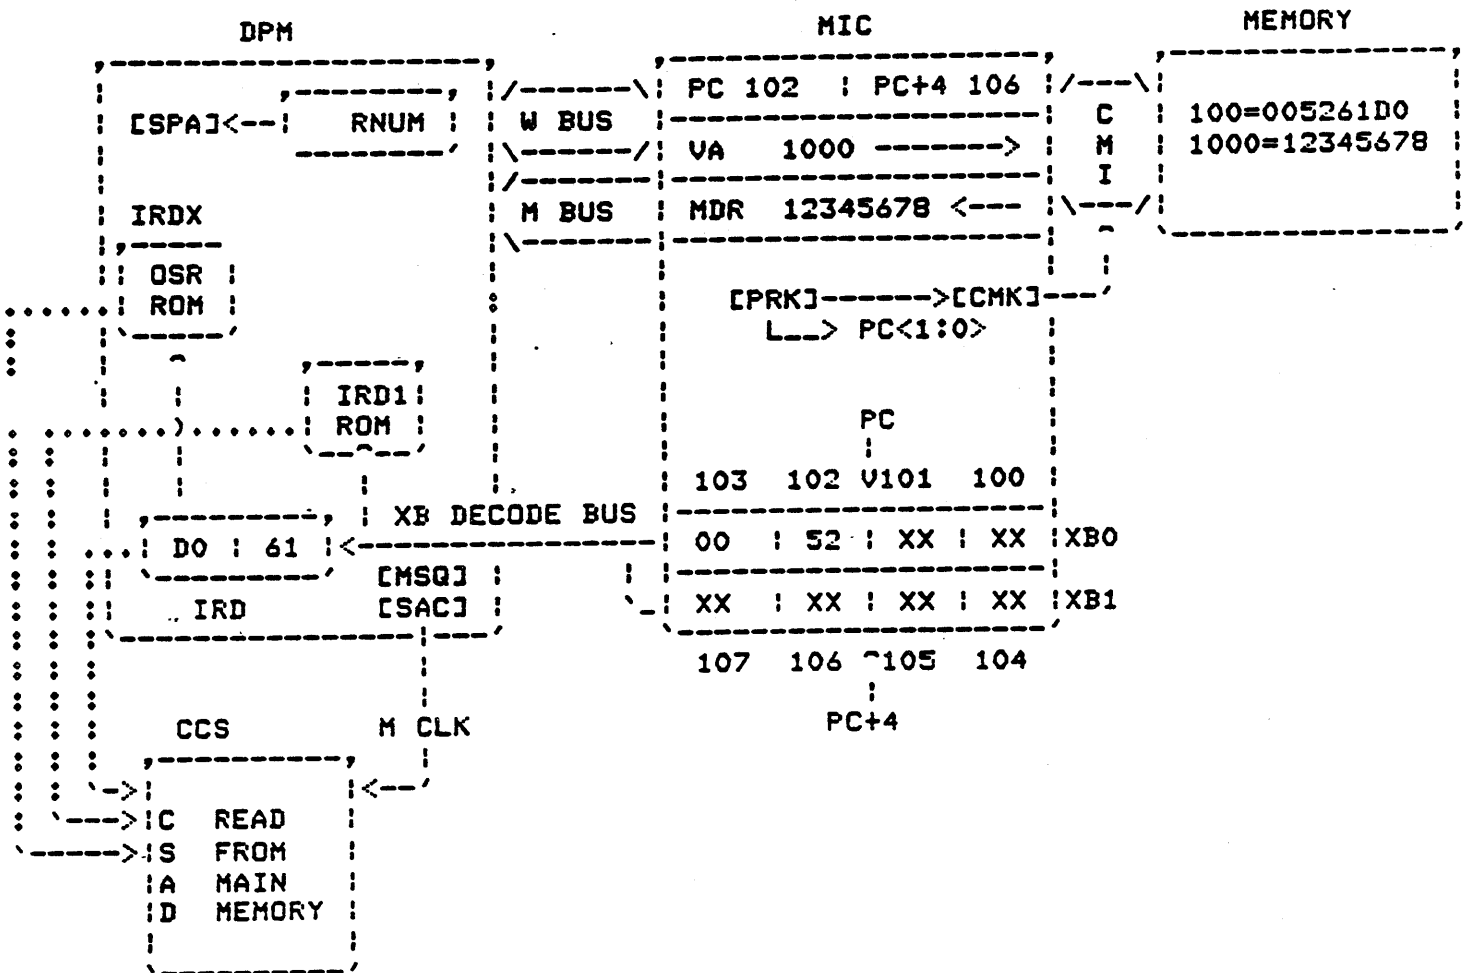 DPM MIC MEMORY
PC 102 PC+4 106
[SPA]<-- RNUM W BUS C 100=005261D0
VA 1000 -------> M 1000=12345678
I
IRDX M BUS MDR 12345678 <---
OSR
ROM [PRK]------>[CMK]
L__> PC<1:0>
IRD1
ROM PC
103 102 V101 100
XB DECODE BUS
D0 61 00 52 XX XX XB0
[MSQ]
IRD [SAC] XX XX XX XX XB1
107 106 ^105 104
CCS M CLK PC+4
C READ
S FROM
A MAIN
D MEMORY